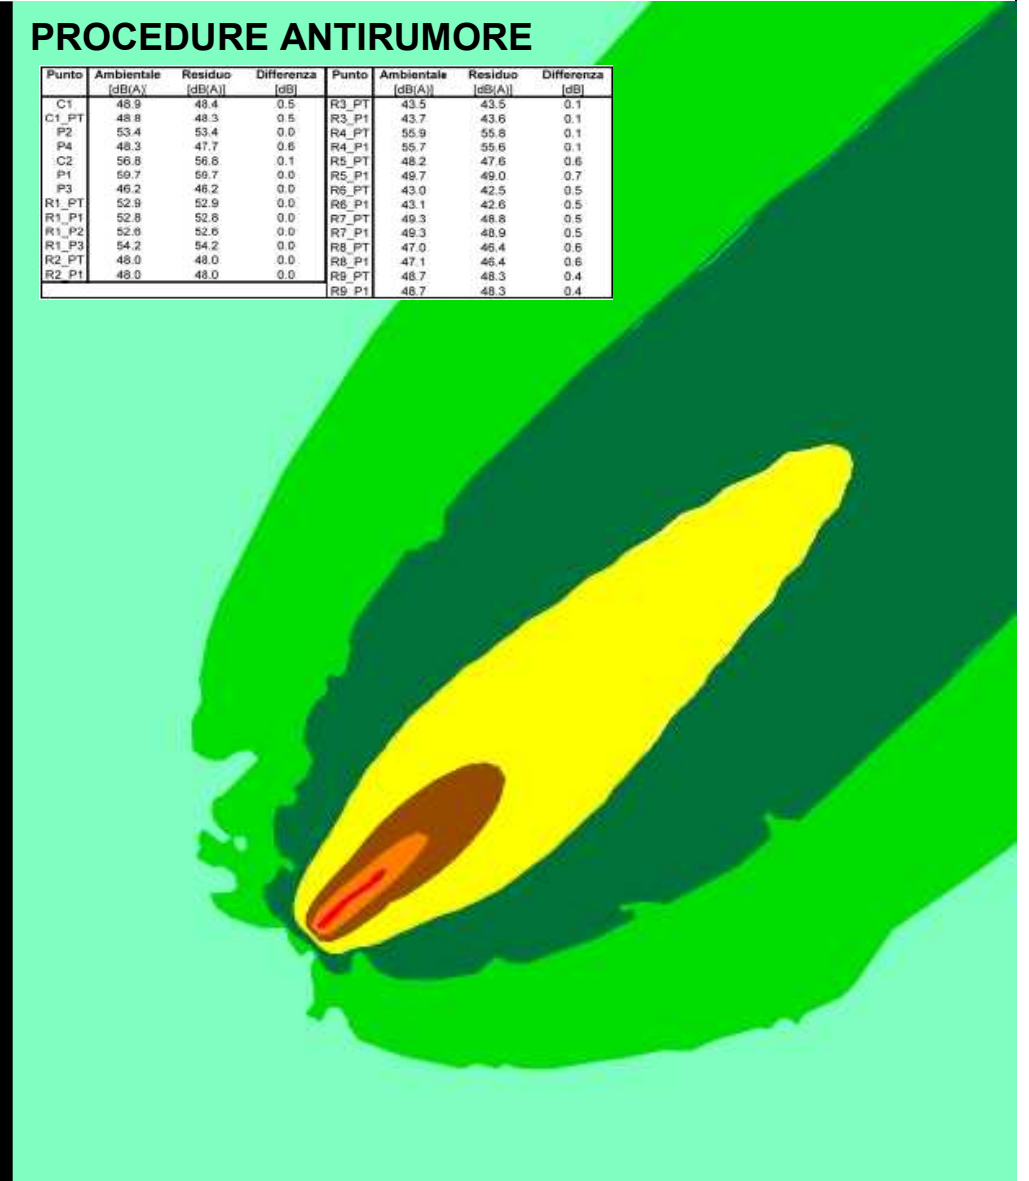 PROCEDURE ANTIRUMORE
Punto Ambientale Residuo Differenza Punto Ambientale Residuo Differenza
[dB(A)] [dB(A)] [dB] [dB(A)] [dB(A)] [dB]
C1 48.9 48.4 0.5 R3_PT 43.5 43.5 0.1
C1_PT 48.8 48.3 0.5 R3_P1 43.7 43.6 0.1
P2 53.4 53.4 0.0 R4_PT 55.9 55.8 0.1
P4 48.3 47.7 0.6 R4_P1 55.7 55.6 0.1
C2 56.8 56.8 0.1 R5_PT 48.2 47.6 0.6
P1 59.7 59.7 0.0 R5_P1 49.7 49.0 0.7
P3 46.2 46.2 0.0 R6_PT 43.0 42.5 0.5
R1_PT 52.9 52.9 0.0 R6_P1 43.1 42.6 0.5
R1_P1 52.8 52.8 0.0 R7_PT 49.3 48.8 0.5
R1_P2 52.6 52.6 0.0 R7_P1 49.3 48.9 0.5
R1_P3 54.2 54.2 0.0 R8_PT 47.0 46.4 0.6
R2_PT 48.0 48.0 0.0 R8_P1 47.1 46.4 0.6
R2_P1 48.0 48.0 0.0 R9_PT 48.7 48.3 0.4
R9_P1 48.7 48.3 0.4